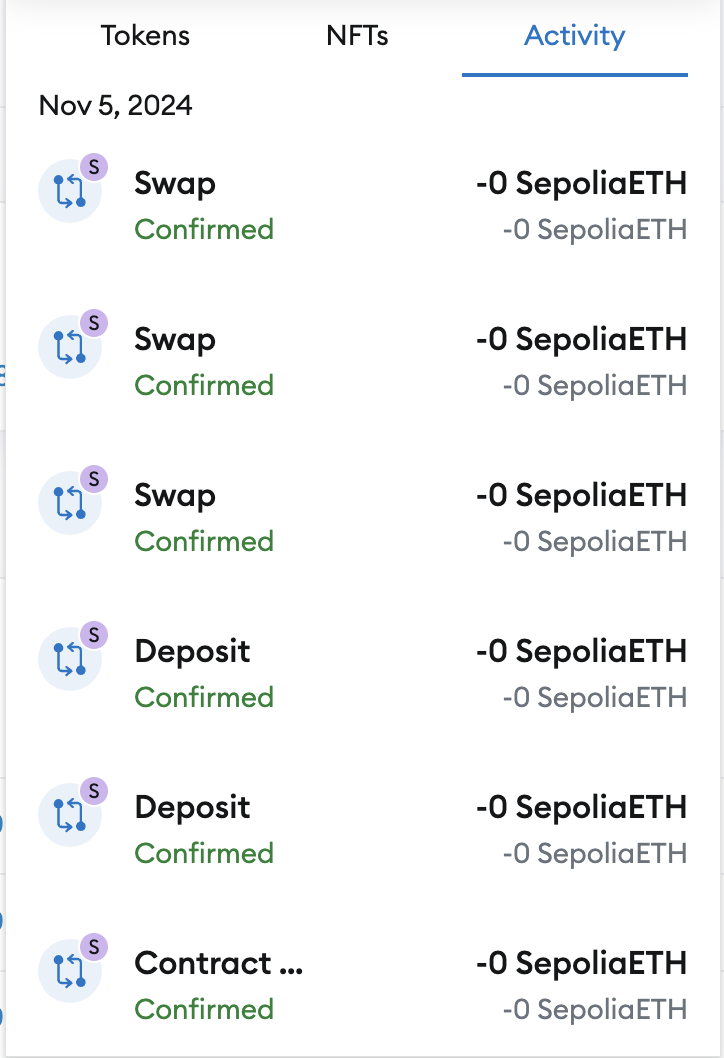 Tokens NFTs Activity
Nov 5, 2024
S
Swap -0 SepoliaETH
Confirmed -0 SepoliaETH
S
Swap -0 SepoliaETH
Confirmed -0 SepoliaETH
S
Swap -0 SepoliaETH
Confirmed -0 SepoliaETH
S
Deposit -0 SepoliaETH
Confirmed -0 SepoliaETH
S
Deposit -0 SepoliaETH
Confirmed -0 SepoliaETH
S
Contract ... -0 SepoliaETH
Confirmed -0 SepoliaETH